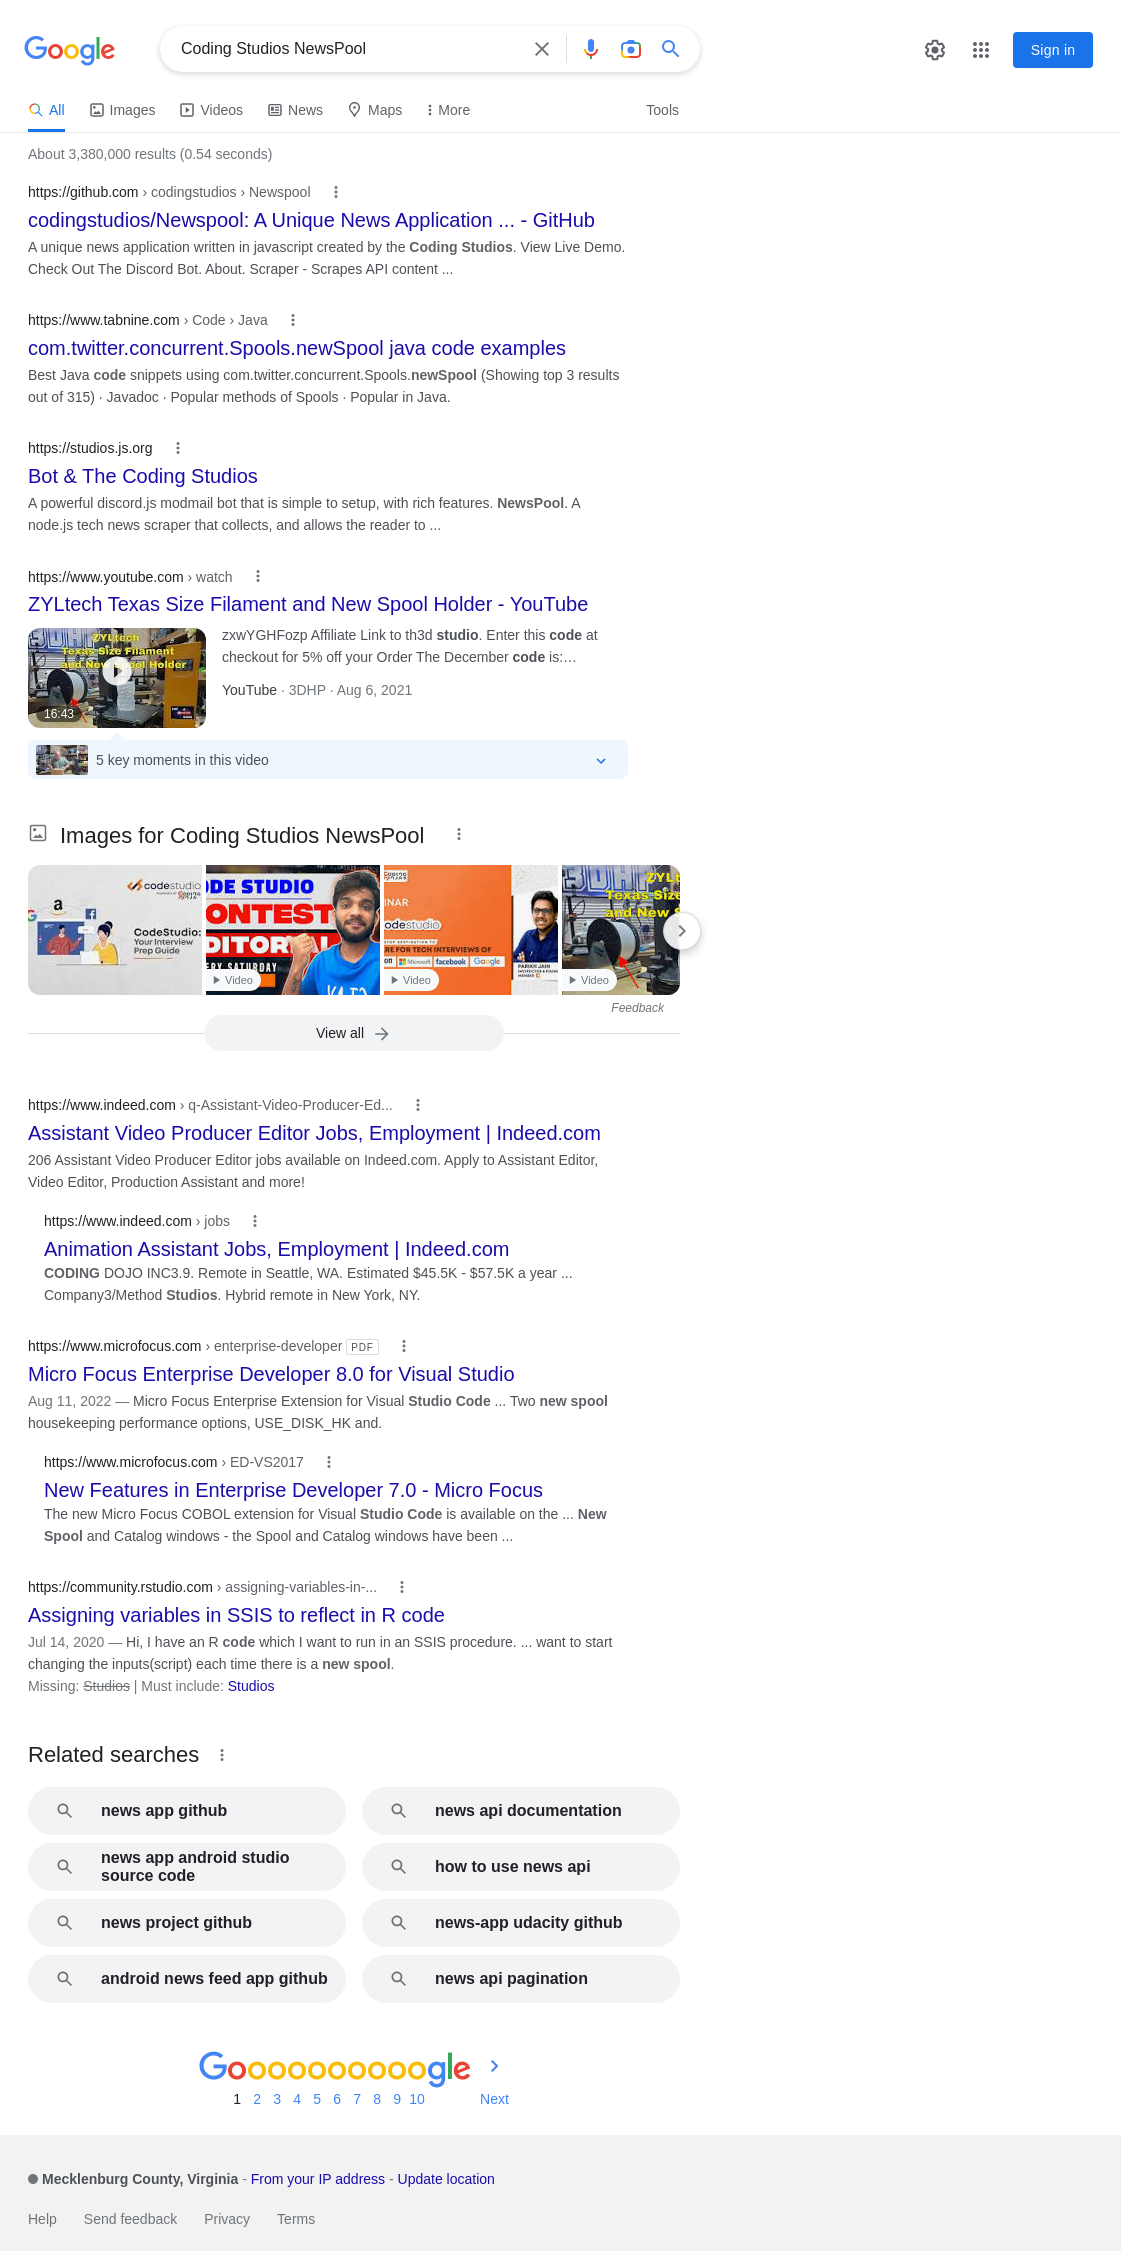 Google
Coding Studios NewsPool
Sign in
All
Images
Videos
News
Maps
More
Tools
About 3,380,000 results (0.54 seconds)
https://github.com › codingstudios › Newspool
codingstudios/Newspool: A Unique News Application ... - GitHub
A unique news application written in javascript created by the Coding Studios. View Live Demo.
Check Out The Discord Bot. About. Scraper - Scrapes API content ...
https://www.tabnine.com › Code › Java
com.twitter.concurrent.Spools.newSpool java code examples
Best Java code snippets using com.twitter.concurrent.Spools.newSpool (Showing top 3 results
out of 315) · Javadoc · Popular methods of Spools · Popular in Java.
https://studios.js.org
Bot & The Coding Studios
A powerful discord.js modmail bot that is simple to setup, with rich features. NewsPool. A
node.js tech news scraper that collects, and allows the reader to ...
https://www.youtube.com › watch
ZYLtech Texas Size Filament and New Spool Holder - YouTube
ZYLtech
Texas Size Filament
and New Spool Holder
16:43
zxwYGHFozp Affiliate Link to th3d studio. Enter this code at
checkout for 5% off your Order The December code is:…
YouTube · 3DHP · Aug 6, 2021
5 key moments in this video
Images for Coding Studios NewsPool
codestudio
CodeStudio:
Your Interview
Prep Guide
ODE STUDIO
ONTEST
DITORIAL
ERY SATURDAY
Video
INAR
odestudio
RE FOR TECH INTERVIEWS OF
Microsoft
facebook
Google
PARIKH JAIN
Video
3DHP
ZYLt
Texas Size
and New S
Video
Feedback
View all
https://www.indeed.com › q-Assistant-Video-Producer-Ed...
Assistant Video Producer Editor Jobs, Employment | Indeed.com
206 Assistant Video Producer Editor jobs available on Indeed.com. Apply to Assistant Editor,
Video Editor, Production Assistant and more!
https://www.indeed.com › jobs
Animation Assistant Jobs, Employment | Indeed.com
CODING DOJO INC3.9. Remote in Seattle, WA. Estimated $45.5K - $57.5K a year ...
Company3/Method Studios. Hybrid remote in New York, NY.
https://www.microfocus.com › enterprise-developer PDF
Micro Focus Enterprise Developer 8.0 for Visual Studio
Aug 11, 2022 — Micro Focus Enterprise Extension for Visual Studio Code ... Two new spool
housekeeping performance options, USE_DISK_HK and.
https://www.microfocus.com › ED-VS2017
New Features in Enterprise Developer 7.0 - Micro Focus
The new Micro Focus COBOL extension for Visual Studio Code is available on the ... New
Spool and Catalog windows - the Spool and Catalog windows have been ...
https://community.rstudio.com › assigning-variables-in-...
Assigning variables in SSIS to reflect in R code
Jul 14, 2020 — Hi, I have an R code which I want to run in an SSIS procedure. ... want to start
changing the inputs(script) each time there is a new spool.
Missing: Studios | Must include: Studios
Related searches
news app github
news api documentation
news app android studio
source code
how to use news api
news project github
news-app udacity github
android news feed app github
news api pagination
Goooooooooogle
1 2 3 4 5 6 7 8 9 10 Next
Mecklenburg County, Virginia - From your IP address - Update location
Help Send feedback Privacy Terms